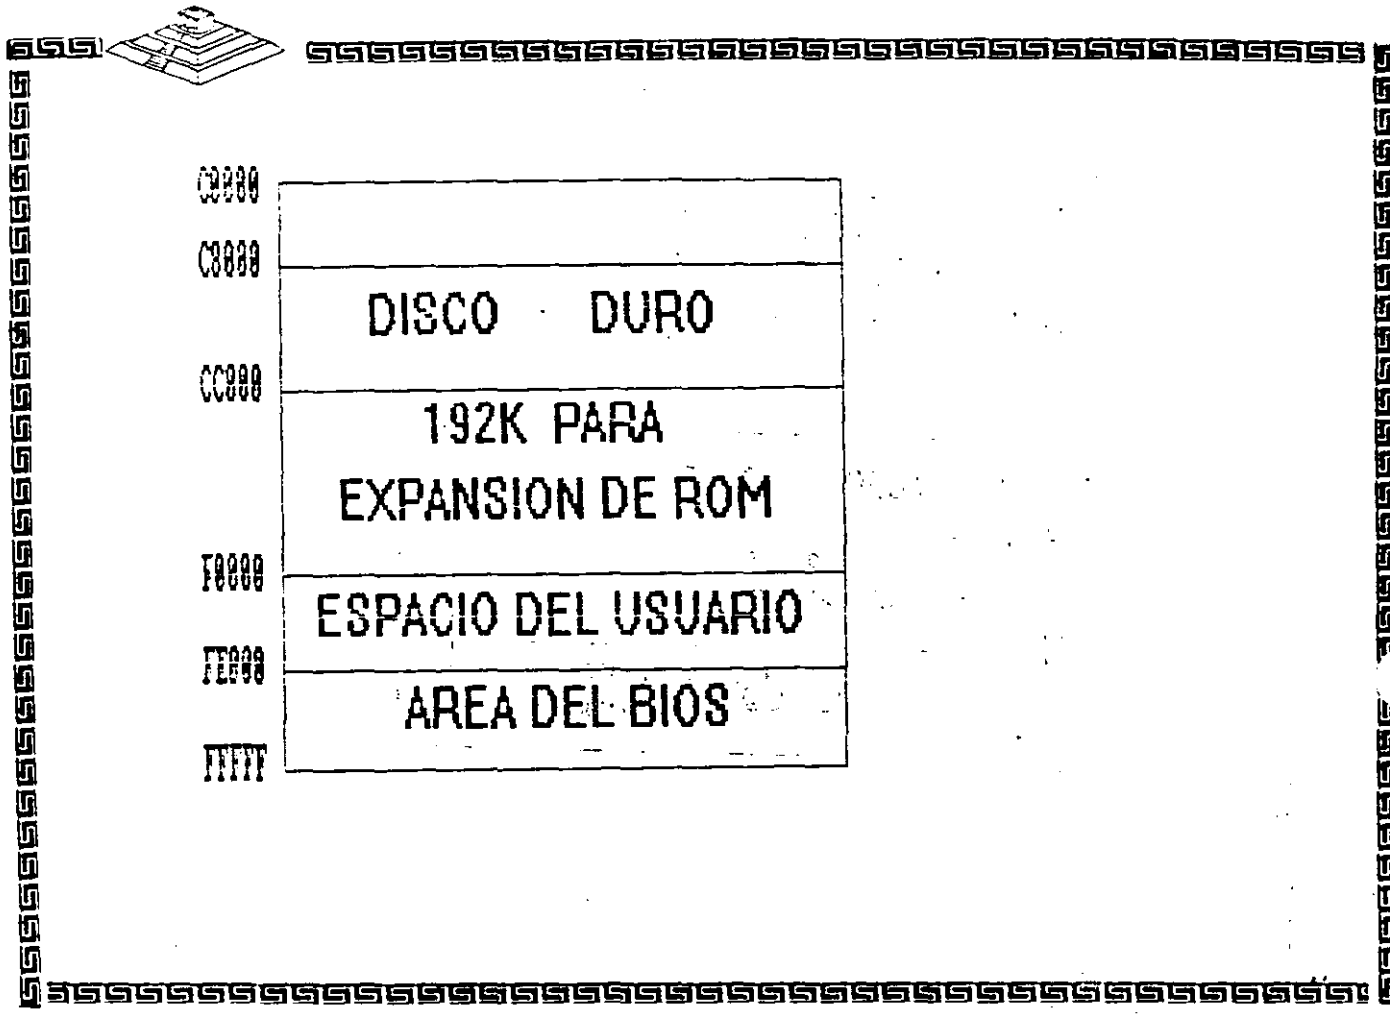 C0000
C8000
DISCO DURO
CC000
192K PARA
EXPANSION DE ROM
F0000
ESPACIO DEL USUARIO
FE000
AREA DEL BIOS
FFFFF